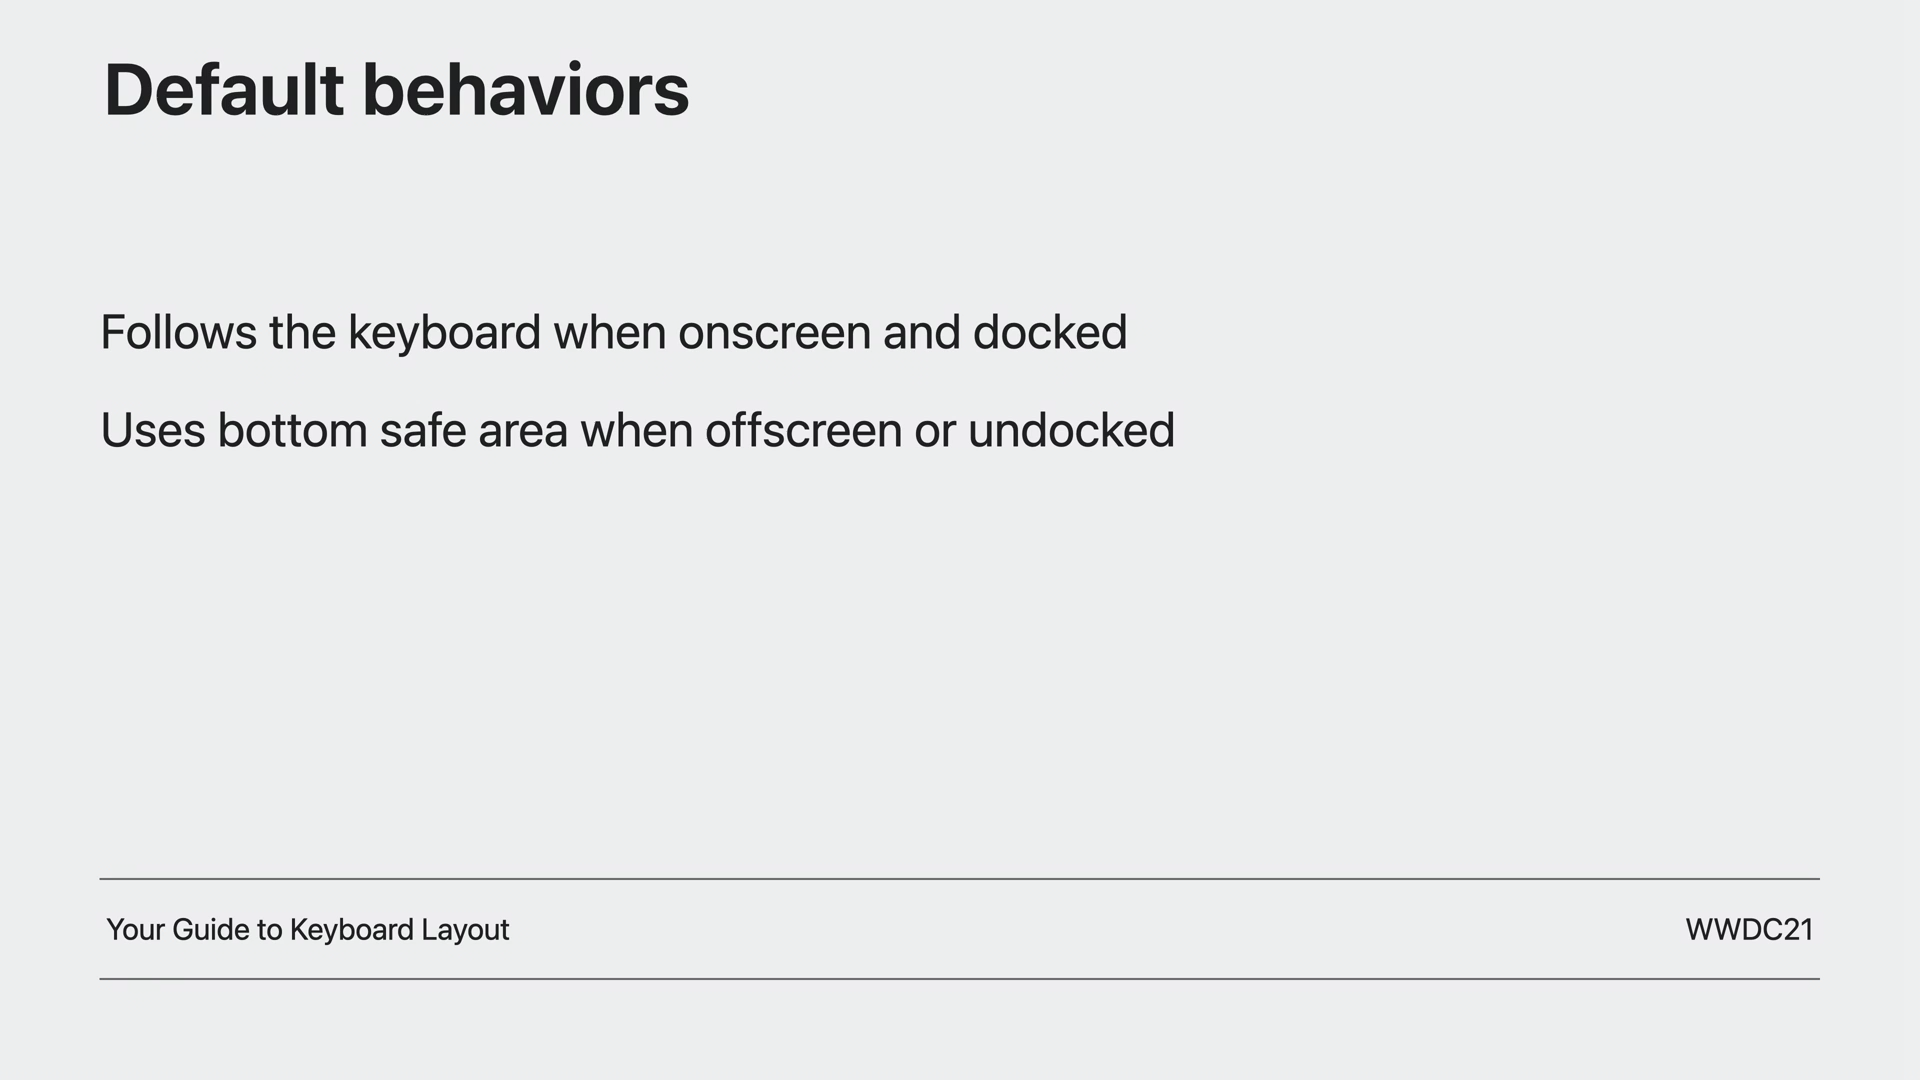 Default behaviors
Follows the keyboard when onscreen and docked
Uses bottom safe area when offscreen or undocked
Your Guide to Keyboard Layout
WWDC21